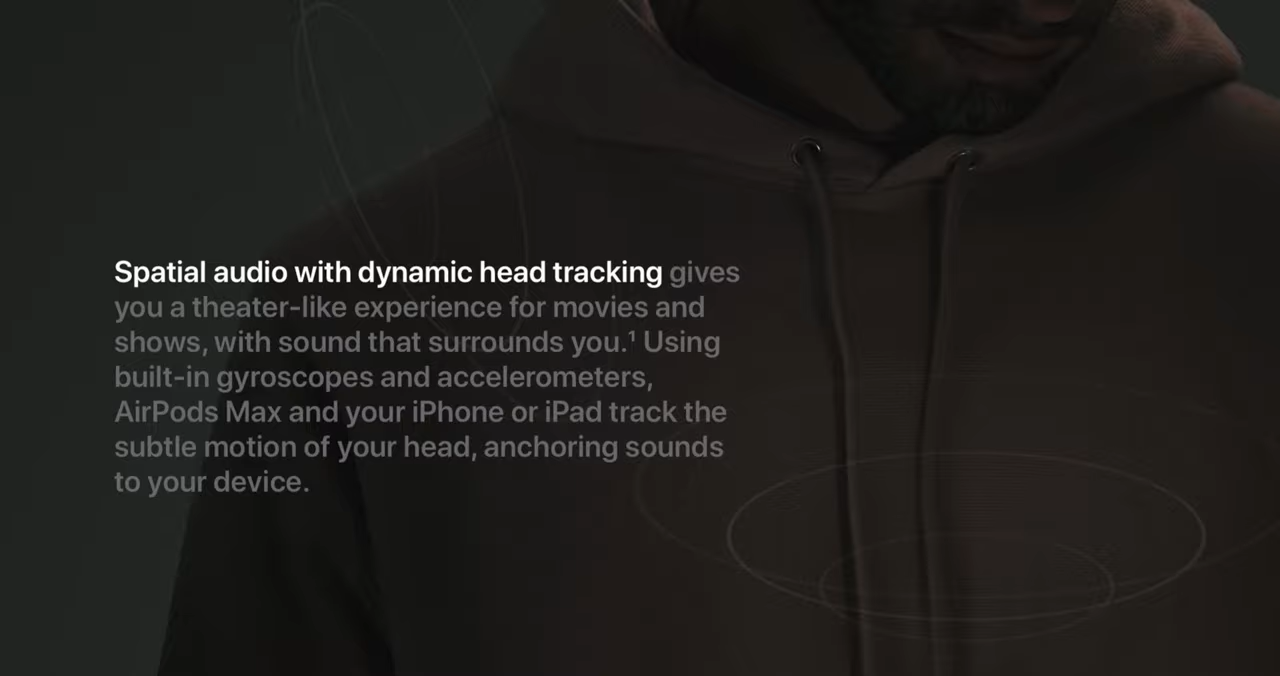 Spatial audio with dynamic head tracking gives
you a theater-like experience for movies and
shows, with sound that surrounds you.¹ Using
built-in gyroscopes and accelerometers,
AirPods Max and your iPhone or iPad track the
subtle motion of your head, anchoring sounds
to your device.